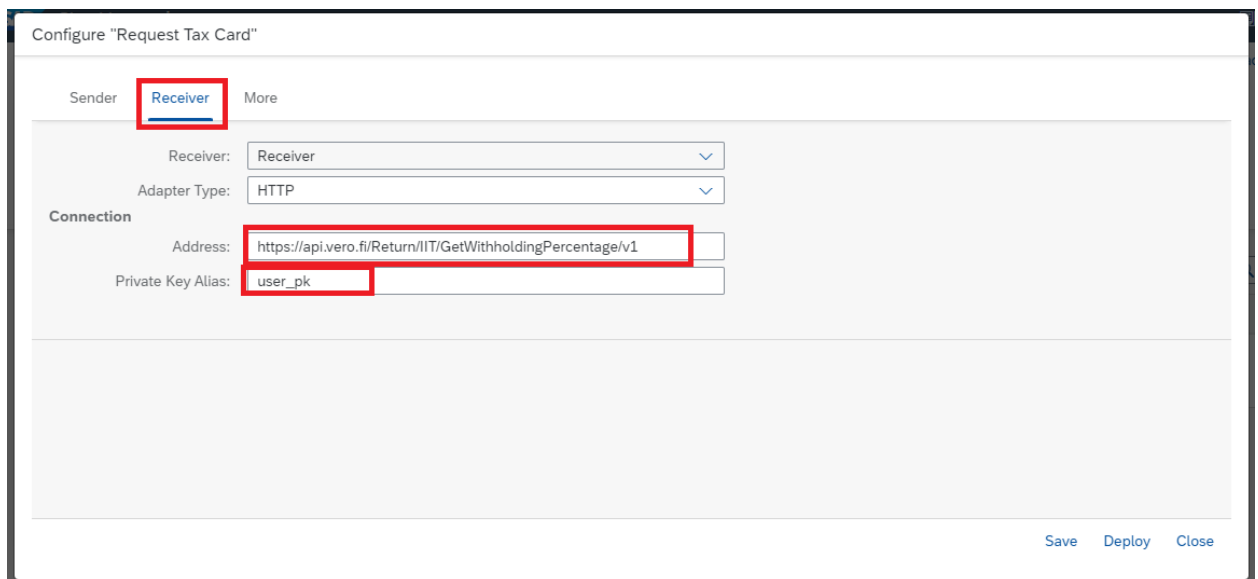 Configure "Request Tax Card"
Sender Receiver More
Receiver: Receiver
Adapter Type: HTTP
Connection
Address: https://api.vero.fi/Return/IIT/GetWithholdingPercentage/v1
Private Key Alias: user_pk
Save Deploy Close